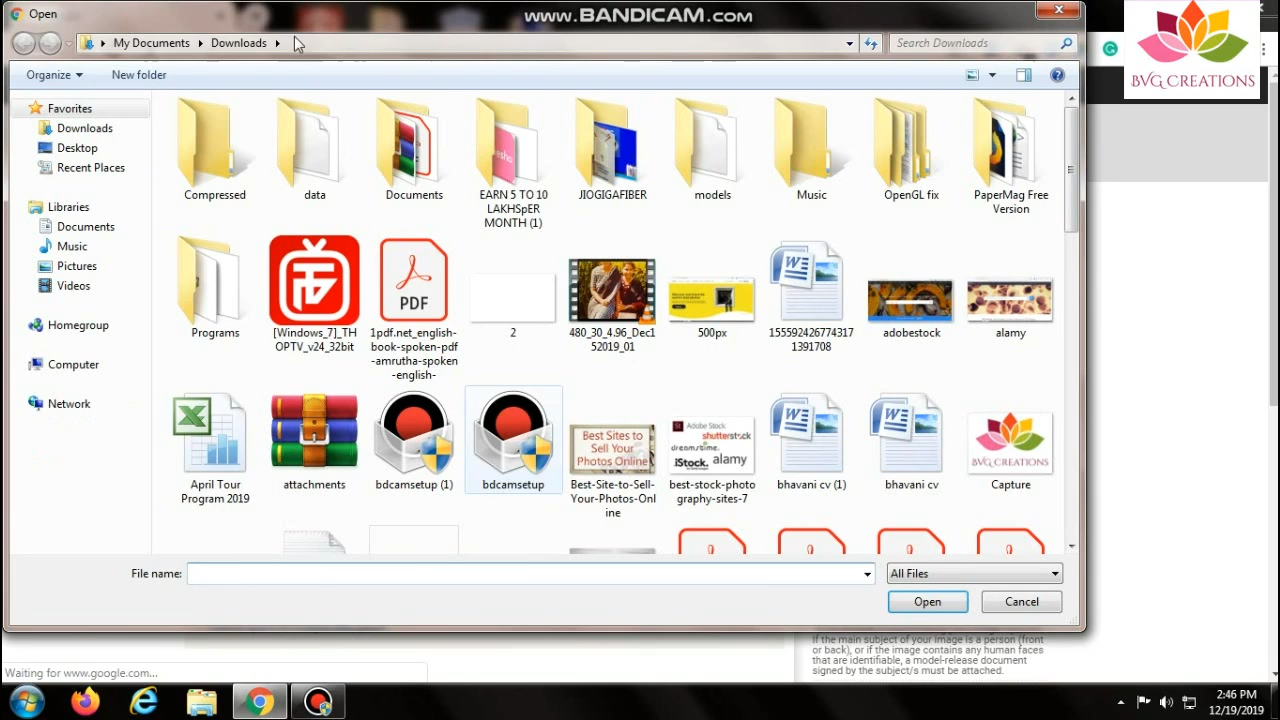 Open
www.BANDICAM.com
My Documents
Downloads
Search Downloads
BVG CREATIONS
Organize
New folder
Favorites
Downloads
Desktop
Recent Places
Libraries
Documents
Music
Pictures
Videos
Homegroup
Computer
Network
Compressed
data
Documents
EARN 5 TO 10
LAKHSpER
MONTH (1)
JIOGIGAFIBER
models
Music
OpenGL fix
PaperMag Free
Version
Programs
[Windows_7]_TH
OPTV_v24_32bit
PDF
1pdf.net_english-
book-spoken-pdf
-amrutha-spoken
-english-
2
480_30_4.96_Dec1
52019_01
500px
155592426774317
1391708
adobestock
alamy
April Tour
Program 2019
attachments
bdcamsetup (1)
bdcamsetup
Best Sites to
Sell Your
Photos Online
Best-Site-to-Sell-
Your-Photos-Onl
ine
Adobe Stock
shutterstock
dreamstime
iStock. alamy
best-stock-photo
graphy-sites-7
bhavani cv (1)
bhavani cv
BVG CREATIONS
Capture
File name:
All Files
Open
Cancel
If the main subject of your image is a person (front
or back), or if the image contains any human faces
that are identifiable, a model-release document
signed by the subject/s must be attached.
Waiting for www.google.com...
2:46 PM
12/19/2019